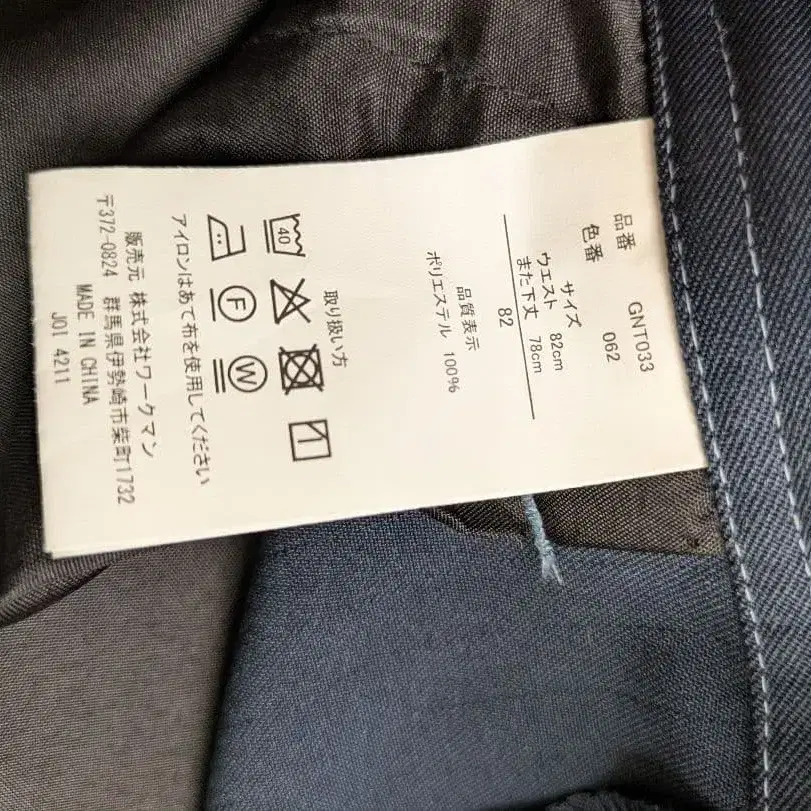 品番 GNT033
色番 062
サイズ
ウエスト 82cm
また下丈 78cm
82
品質表示
ポリエステル 100%
取り扱い方
40
F W
アイロンはあて布を使用してください
販売元 株式会社ワークマン
〒372-0824 群馬県伊勢崎市柴町1732
MADE IN CHINA
JOI 4211